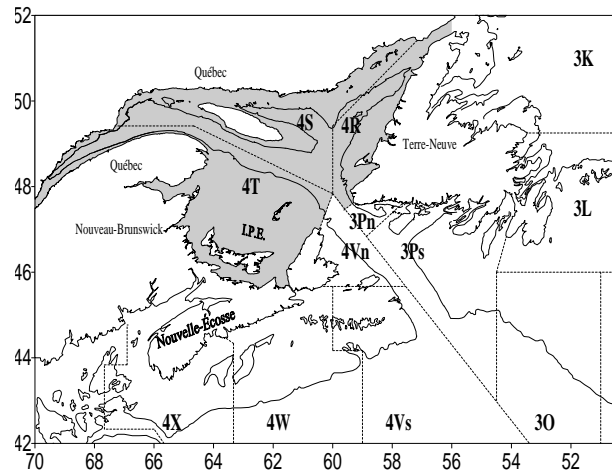 52
50
48
46
44
42
70 68 66 64 62 60 58 56 54 52
Québec
3K
4S
4R
Terre-Neuve
Québec
4T
3L
I.P.E.
3Pn
Nouveau-Brunswick
4Vn
3Ps
Nouvelle-Écosse
4X
4W
4Vs
3O